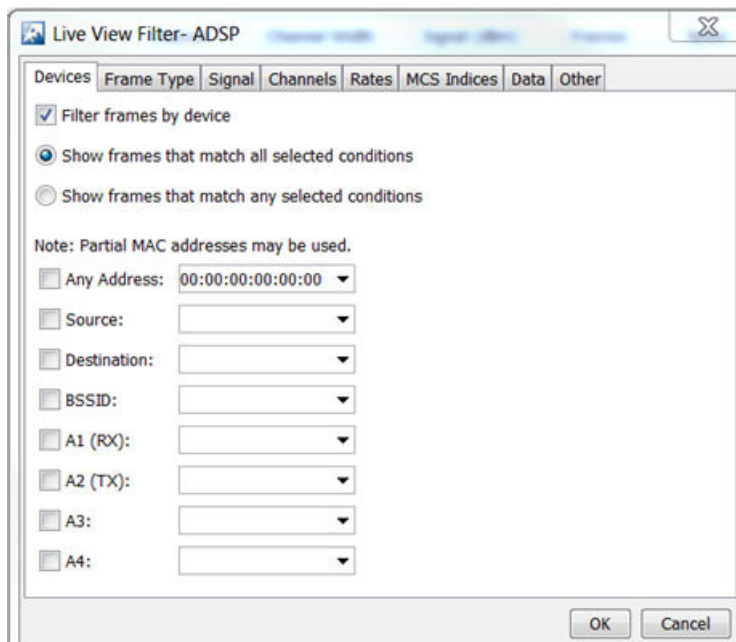 Live View Filter- ADSP
Devices Frame Type Signal Channels Rates MCS Indices Data Other
Filter frames by device
Show frames that match all selected conditions
Show frames that match any selected conditions
Note: Partial MAC addresses may be used.
Any Address: 00:00:00:00:00:00
Source:
Destination:
BSSID:
A1 (RX):
A2 (TX):
A3:
A4:
OK Cancel